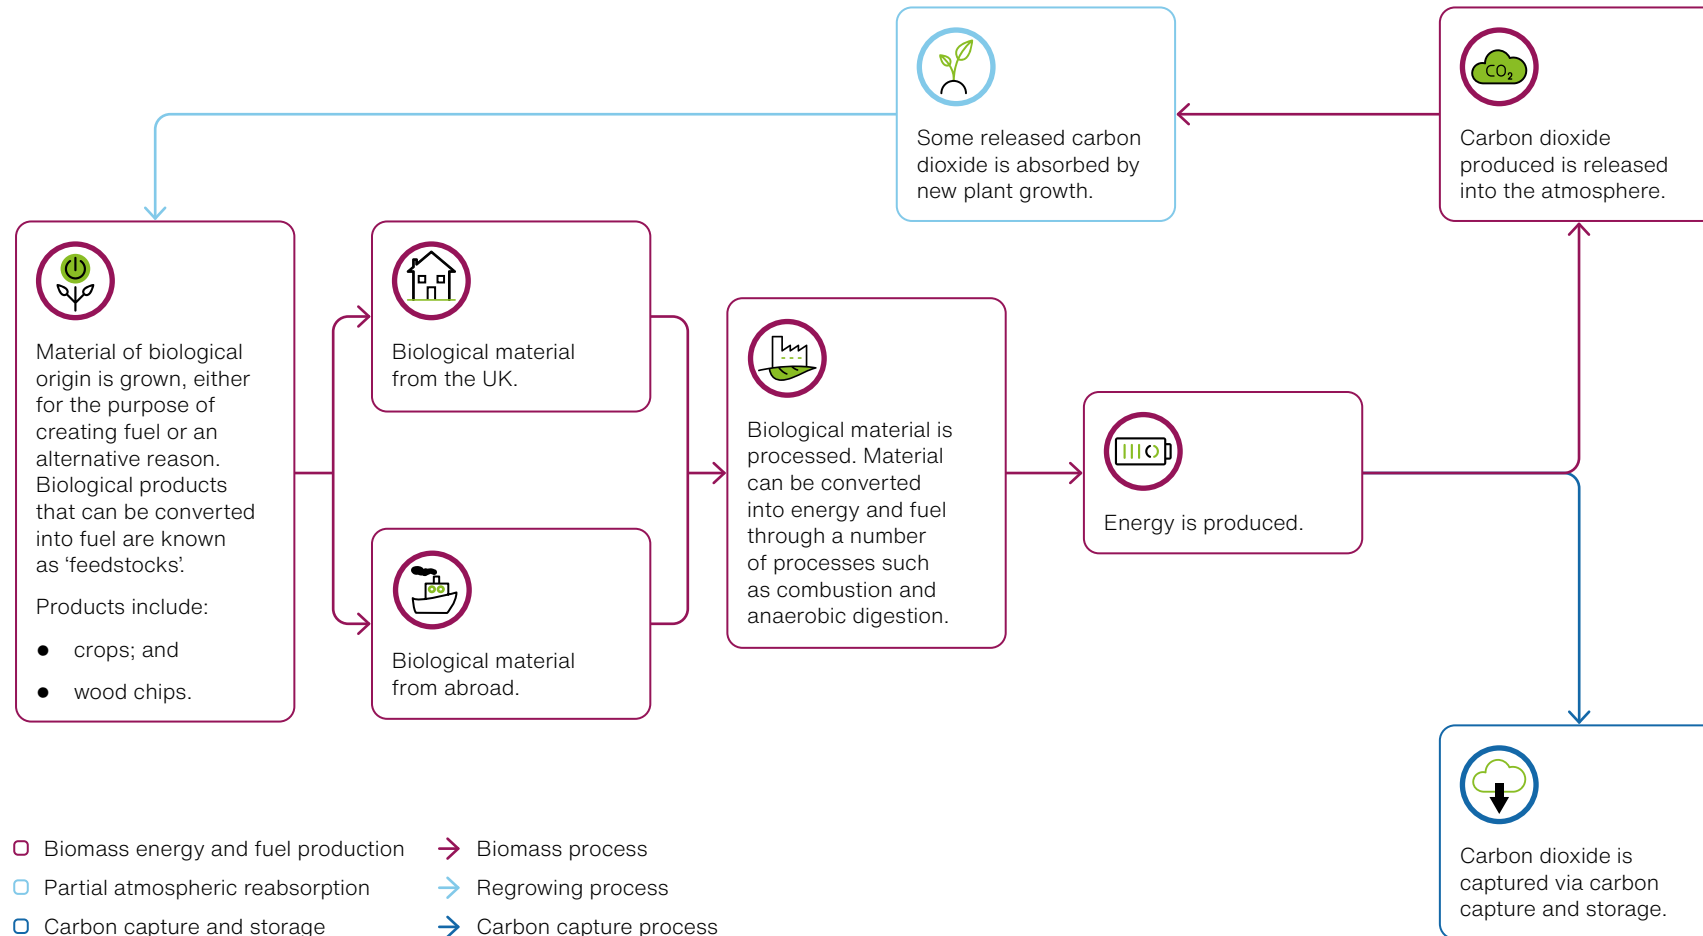 Some released carbon
dioxide is absorbed by
new plant growth.
CO₂
Carbon dioxide
produced is released
into the atmosphere.
Material of biological
origin is grown, either
for the purpose of
creating fuel or an
alternative reason.
Biological products
that can be converted
into fuel are known
as ‘feedstocks’.
Products include:
● crops; and
● wood chips.
Biological material
from the UK.
Biological material
from abroad.
Biological material is
processed. Material
can be converted
into energy and fuel
through a number
of processes such
as combustion and
anaerobic digestion.
Energy is produced.
Carbon dioxide is
captured via carbon
capture and storage.
Biomass energy and fuel production
Partial atmospheric reabsorption
Carbon capture and storage
Biomass process
Regrowing process
Carbon capture process